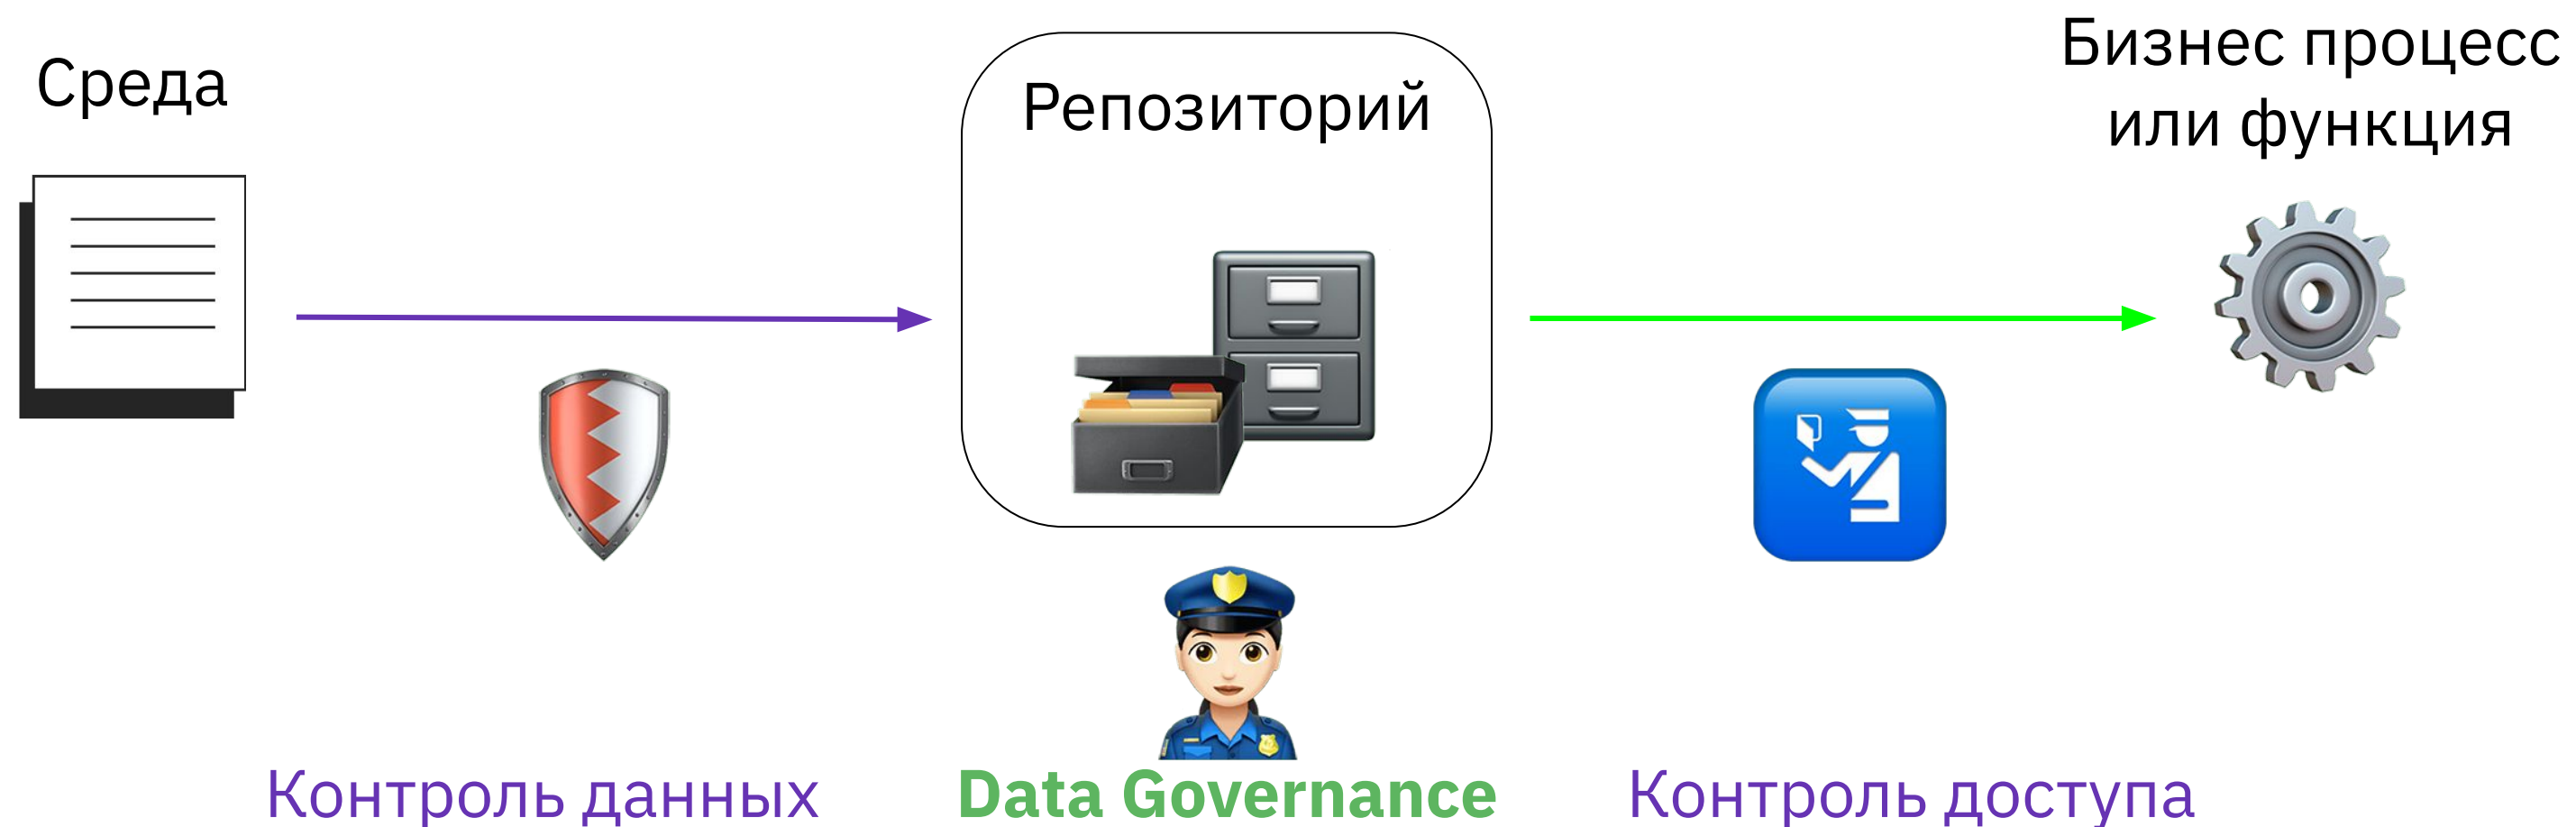 Среда
Репозиторий
Бизнес процесс
или функция
Контроль данных
Data Governance
Контроль доступа